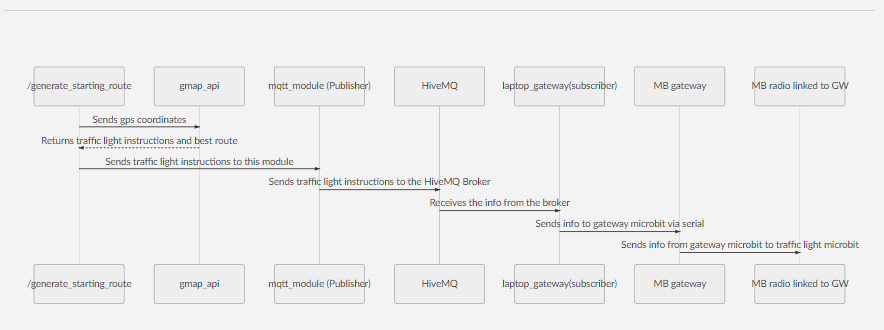 /generate_starting_route
gmap_api
mqtt_module (Publisher)
HiveMQ
laptop_gateway(subscriber)
MB gateway
MB radio linked to GW
Sends gps coordinates
Returns traffic light instructions and best route
Sends traffic light instructions to this module
Sends traffic light instructions to the HiveMQ Broker
Receives the info from the broker
Sends info to gateway microbit via serial
Sends info from gateway microbit to traffic light microbit
/generate_starting_route
gmap_api
mqtt_module (Publisher)
HiveMQ
laptop_gateway(subscriber)
MB gateway
MB radio linked to GW